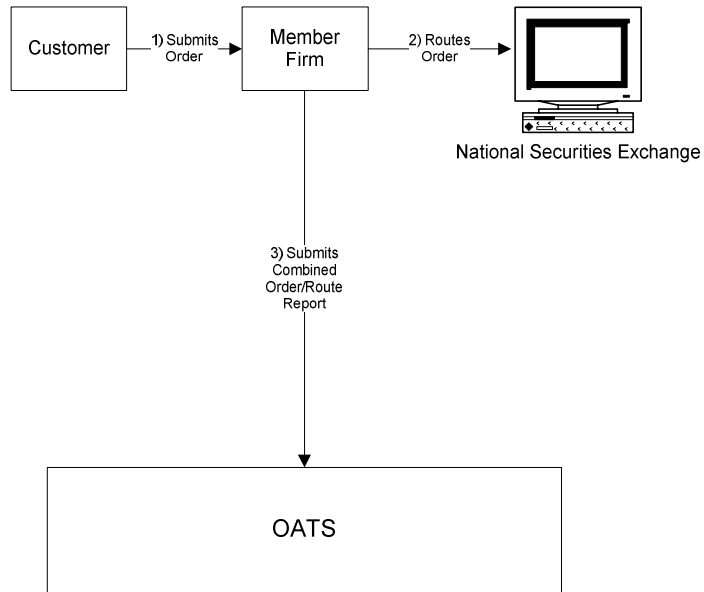 Customer
1) Submits
Order
Member
Firm
2) Routes
Order
National Securities Exchange
3) Submits
Combined
Order/Route
Report
OATS